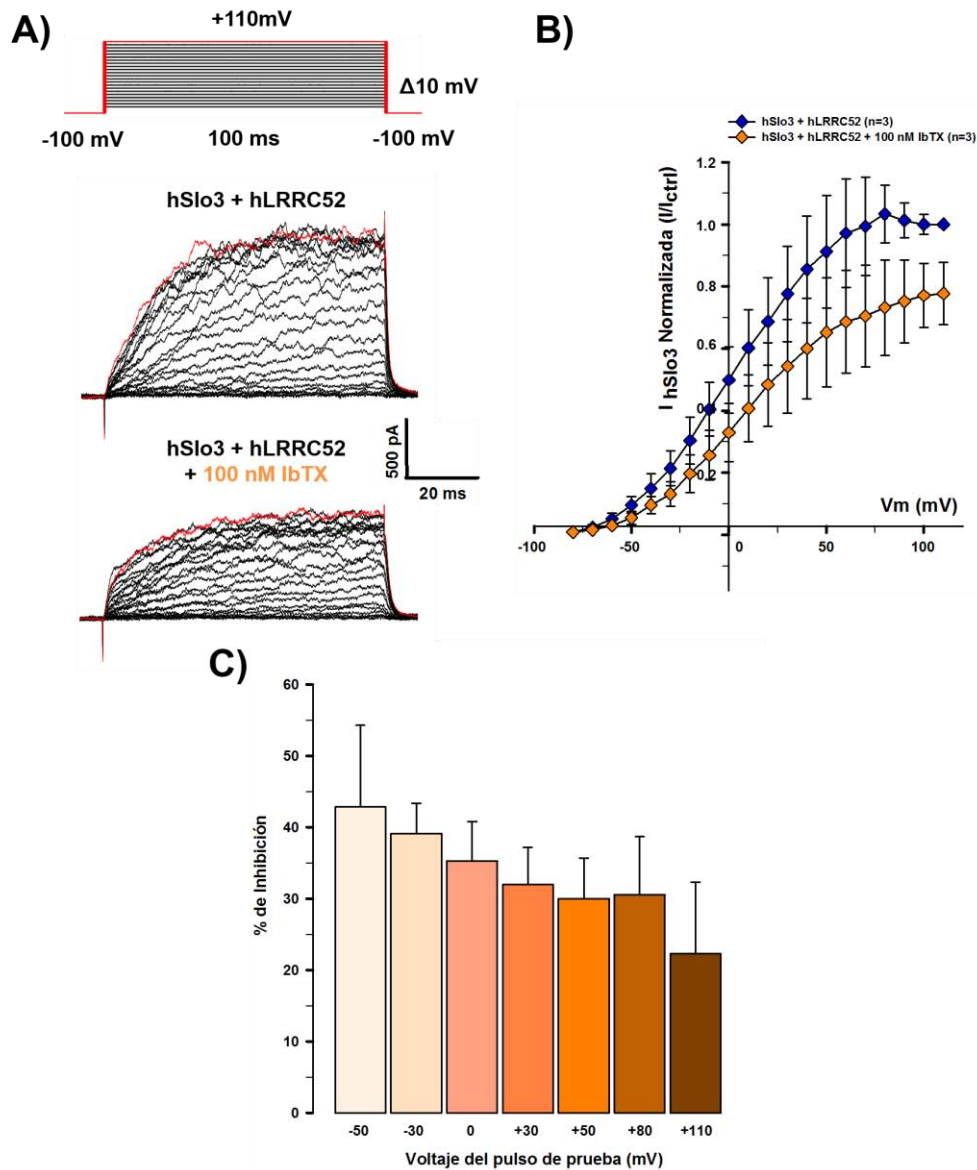 A)
+110mV
Δ10 mV
-100 mV
100 ms
-100 mV
hSlo3 + hLRRC52
hSlo3 + hLRRC52
+ 100 nM IbTX
500 pA
20 ms
B)
hSlo3 + hLRRC52 (n=3)
hSlo3 + hLRRC52 + 100 nM IbTX (n=3)
I hSlo3 Normalizada (I/Ictrl)
1.2
1.0
0.8
0.6
0.2
Vm (mV)
-100
-50
0
50
100
C)
% de Inhibición
60
50
40
30
20
10
0
-50
-30
0
+30
+50
+80
+110
Voltaje del pulso de prueba (mV)